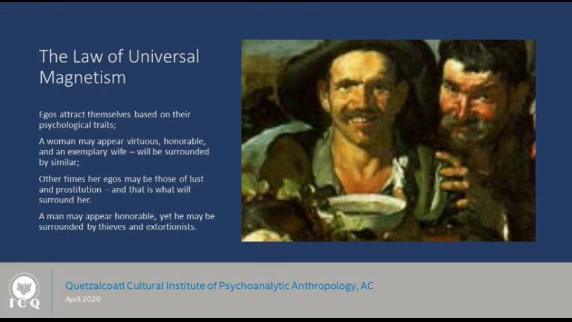 The Law of Universal
Magnetism
Egos attract themselves based on their
psychological traits;
A woman may appear virtuous, honorable,
and an exemplary wife – will be surrounded
by similar;
Other times her egos may be those of lust
and prostitution – and that is what will
surround her.
A man may appear honorable, yet he may be
surrounded by thieves and extortionists.
ICQ
Quetzalcoatl Cultural Institute of Psychoanalytic Anthropology, AC
April 2020